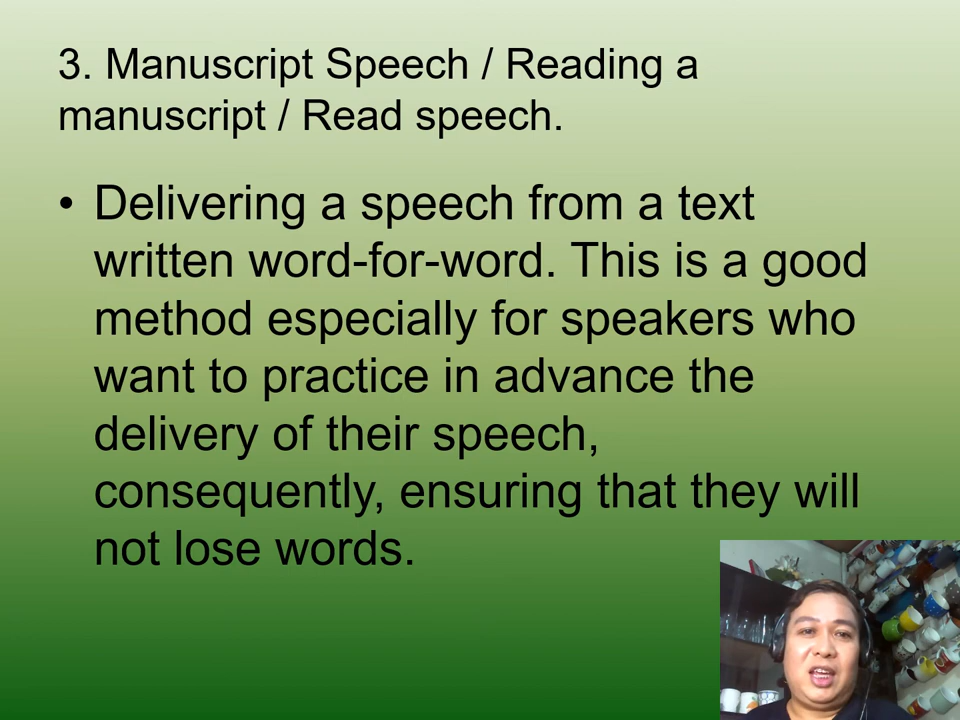 3. Manuscript Speech / Reading a
manuscript / Read speech.
• Delivering a speech from a text
written word-for-word. This is a good
method especially for speakers who
want to practice in advance the
delivery of their speech,
consequently, ensuring that they will
not lose words.